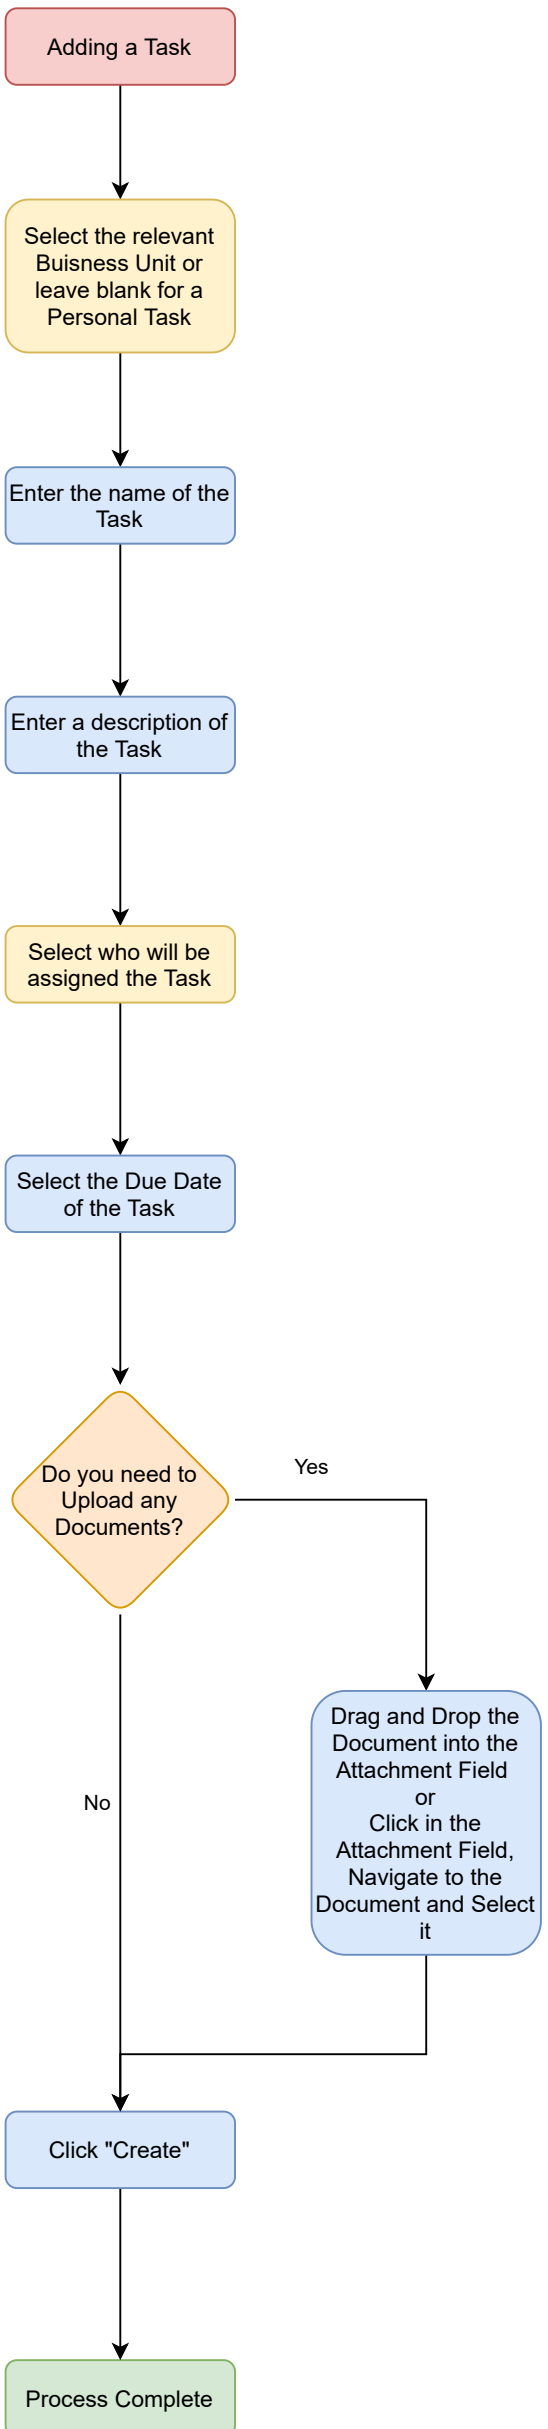 Adding a Task
Select the relevant
Buisness Unit or
leave blank for a
Personal Task
Enter the name of the
Task
Enter a description of
the Task
Select who will be
assigned the Task
Select the Due Date
of the Task
Do you need to
Upload any
Documents?
Yes
Drag and Drop the
Document into the
Attachment Field
or
Click in the
Attachment Field,
Navigate to the
Document and Select
it
No
Click "Create"
Process Complete